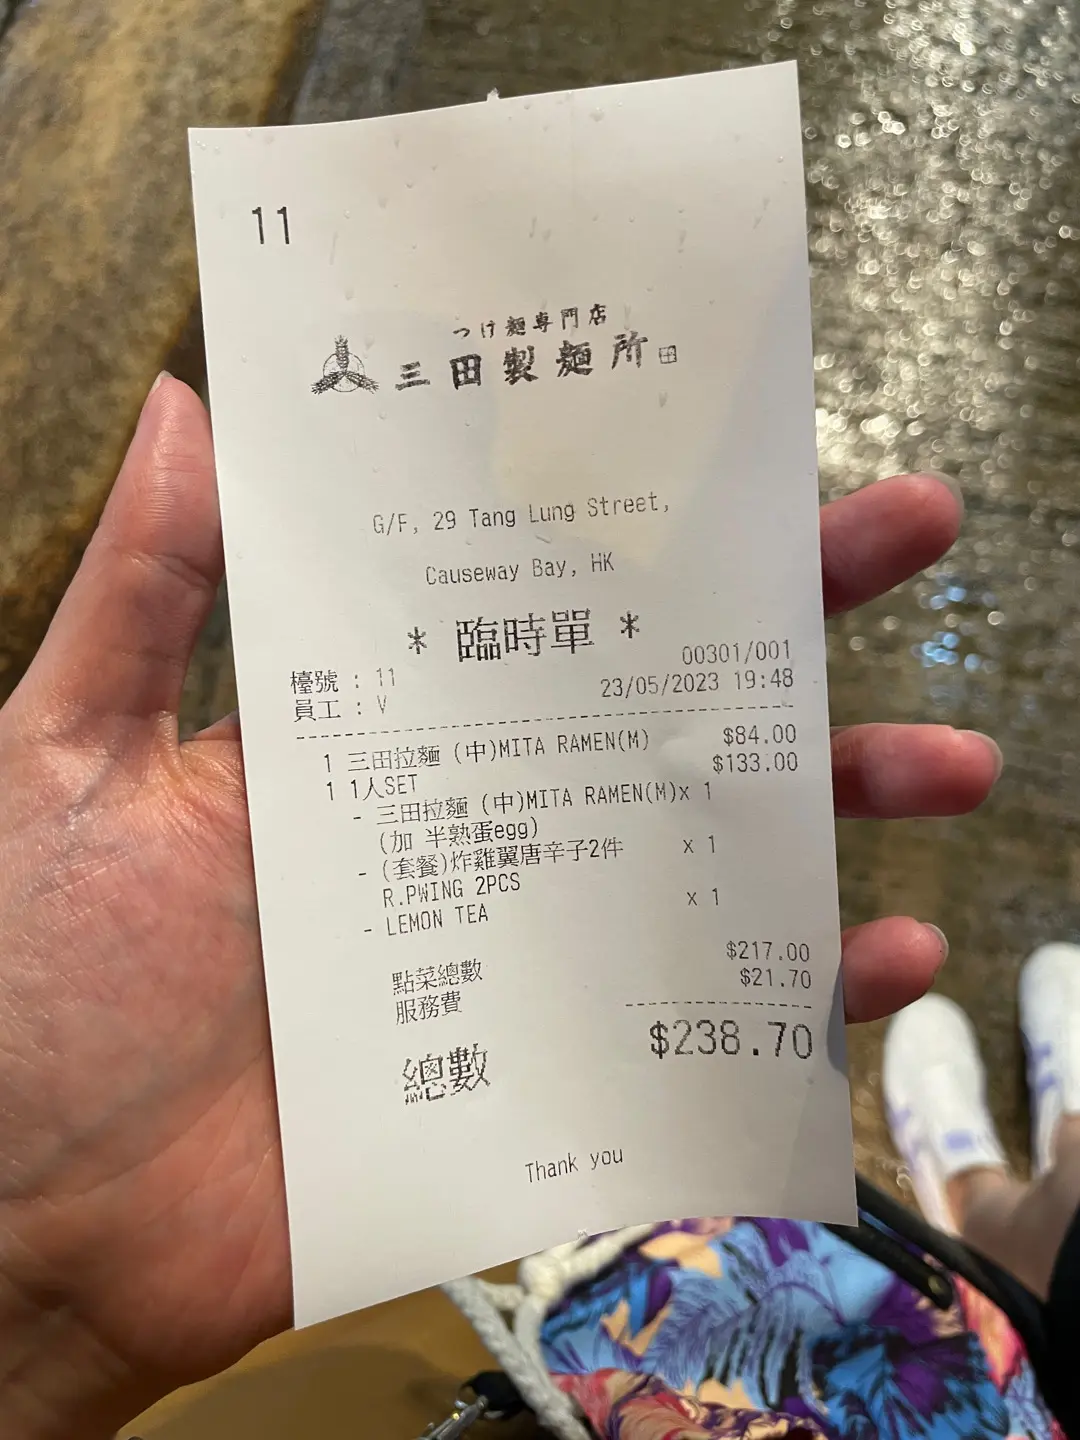 11
つけ麺専門店
三田製麺所
G/F, 29 Tang Lung Street,
Causeway Bay, HK
* 臨時單 *
檯號 : 11 00301/001
員工 : V 23/05/2023 19:48
1 三田拉麵 (中)MITA RAMEN(M) $84.00
1 1人SET $133.00
- 三田拉麵 (中)MITA RAMEN(M)x 1
(加 半熟蛋egg)
- (套餐)炸雞翼唐辛子2件 x 1
R.PWING 2PCS
- LEMON TEA x 1
點菜總數 $217.00
服務費 $21.70
總數 $238.70
Thank you